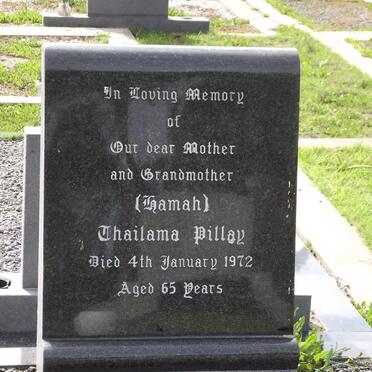 In Loving Memory
of
Our dear Mother
and Grandmother
(Hamah)
Thailama Pillay
Died 4th January 1972
Aged 65 Years